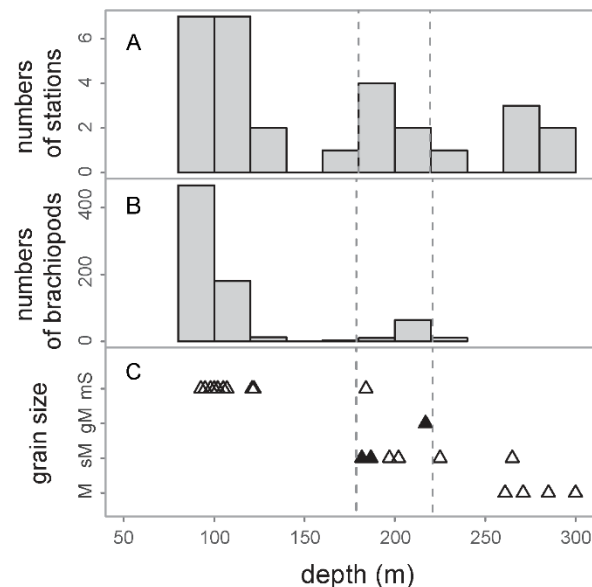 A
numbers
of stations
6
4
2
0
B
numbers
of brachiopods
400
200
0
C
grain size
mS
gM
sM
M
50 100 150 200 250 300
depth (m)